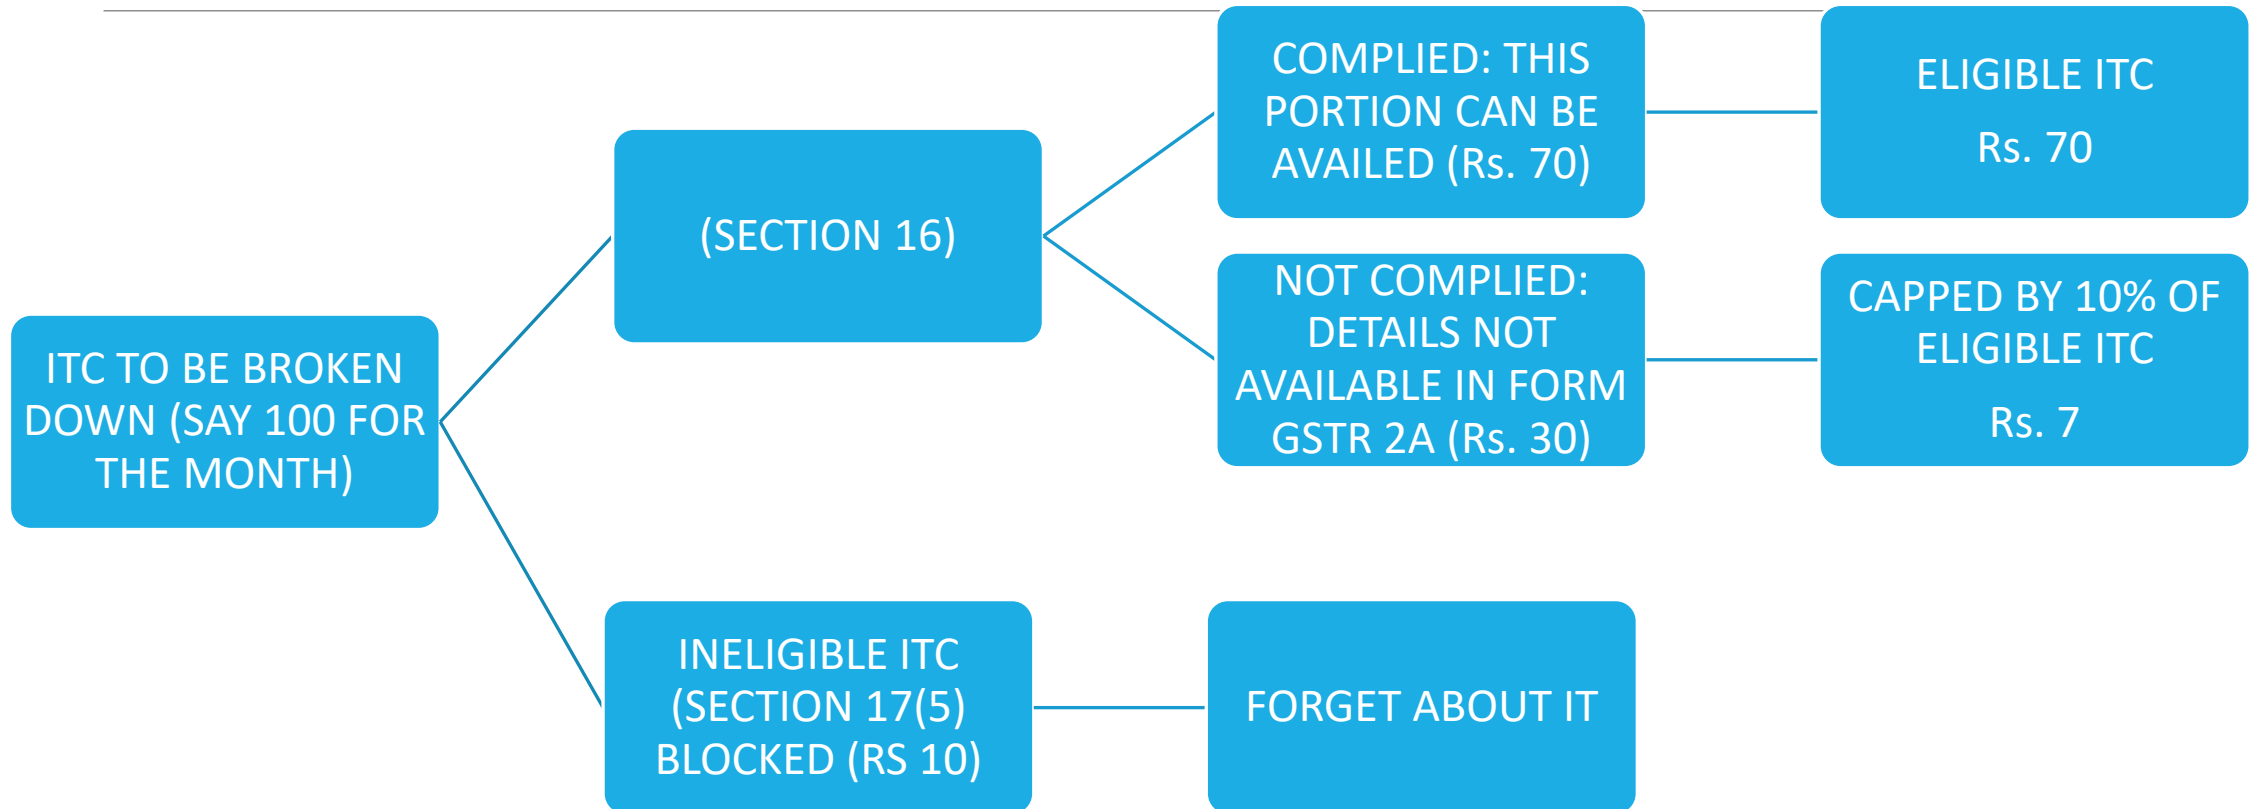 ITC TO BE BROKEN
DOWN (SAY 100 FOR
THE MONTH)
(SECTION 16)
COMPLIED: THIS
PORTION CAN BE
AVAILED (Rs. 70)
ELIGIBLE ITC
Rs. 70
NOT COMPLIED:
DETAILS NOT
AVAILABLE IN FORM
GSTR 2A (Rs. 30)
CAPPED BY 10% OF
ELIGIBLE ITC
Rs. 7
INELIGIBLE ITC
(SECTION 17(5)
BLOCKED (RS 10)
FORGET ABOUT IT